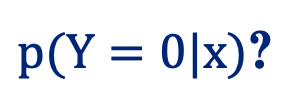 p(Y = 0|x)?